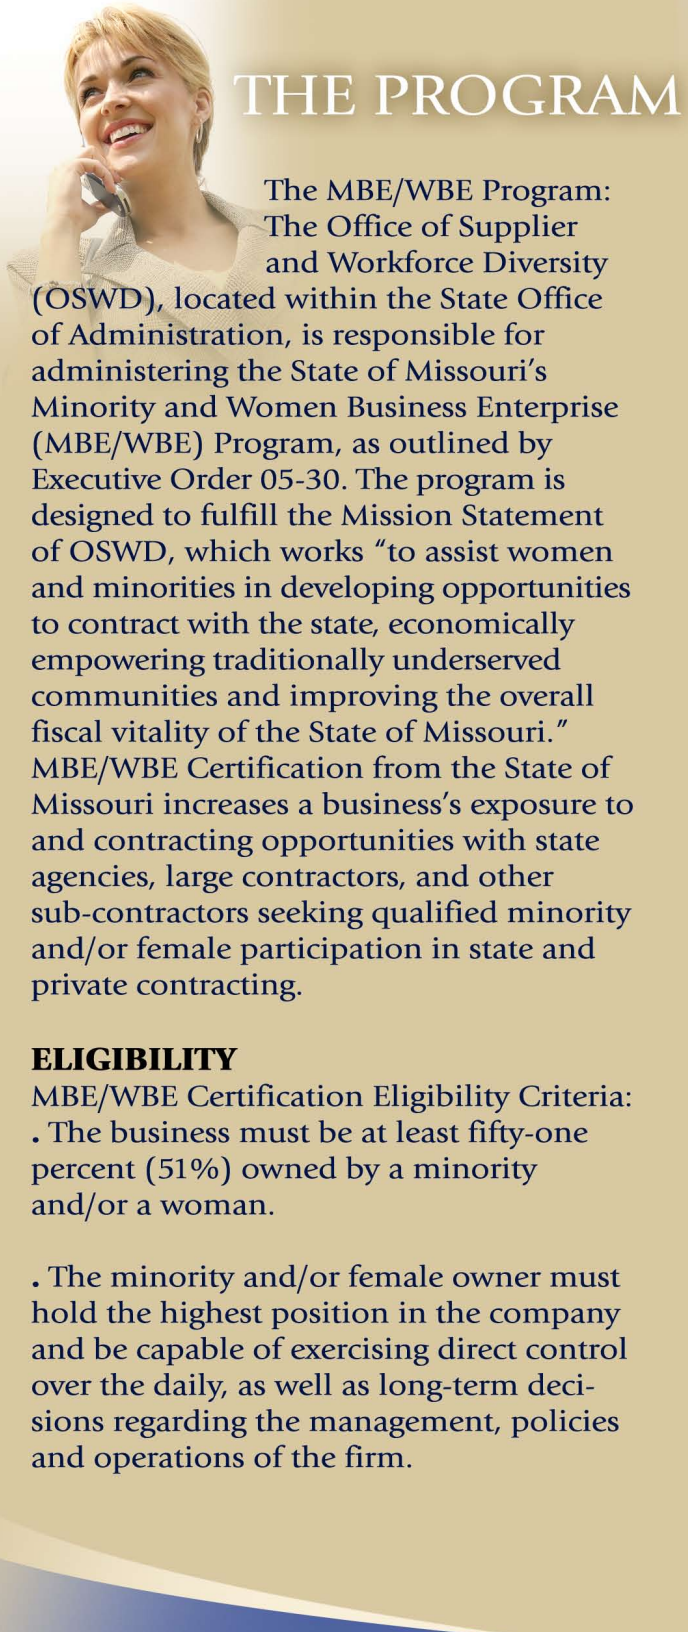 THE PROGRAM
The MBE/WBE Program:
The Office of Supplier
and Workforce Diversity
(OSWD), located within the State Office
of Administration, is responsible for
administering the State of Missouri's
Minority and Women Business Enterprise
(MBE/WBE) Program, as outlined by
Executive Order 05-30. The program is
designed to fulfill the Mission Statement
of OSWD, which works "to assist women
and minorities in developing opportunities
to contract with the state, economically
empowering traditionally underserved
communities and improving the overall
fiscal vitality of the State of Missouri."
MBE/WBE Certification from the State of
Missouri increases a business's exposure to
and contracting opportunities with state
agencies, large contractors, and other
sub-contractors seeking qualified minority
and/or female participation in state and
private contracting.
ELIGIBILITY
MBE/WBE Certification Eligibility Criteria:
. The business must be at least fifty-one
percent (51%) owned by a minority
and/or a woman.
. The minority and/or female owner must
hold the highest position in the company
and be capable of exercising direct control
over the daily, as well as long-term deci-
sions regarding the management, policies
and operations of the firm.